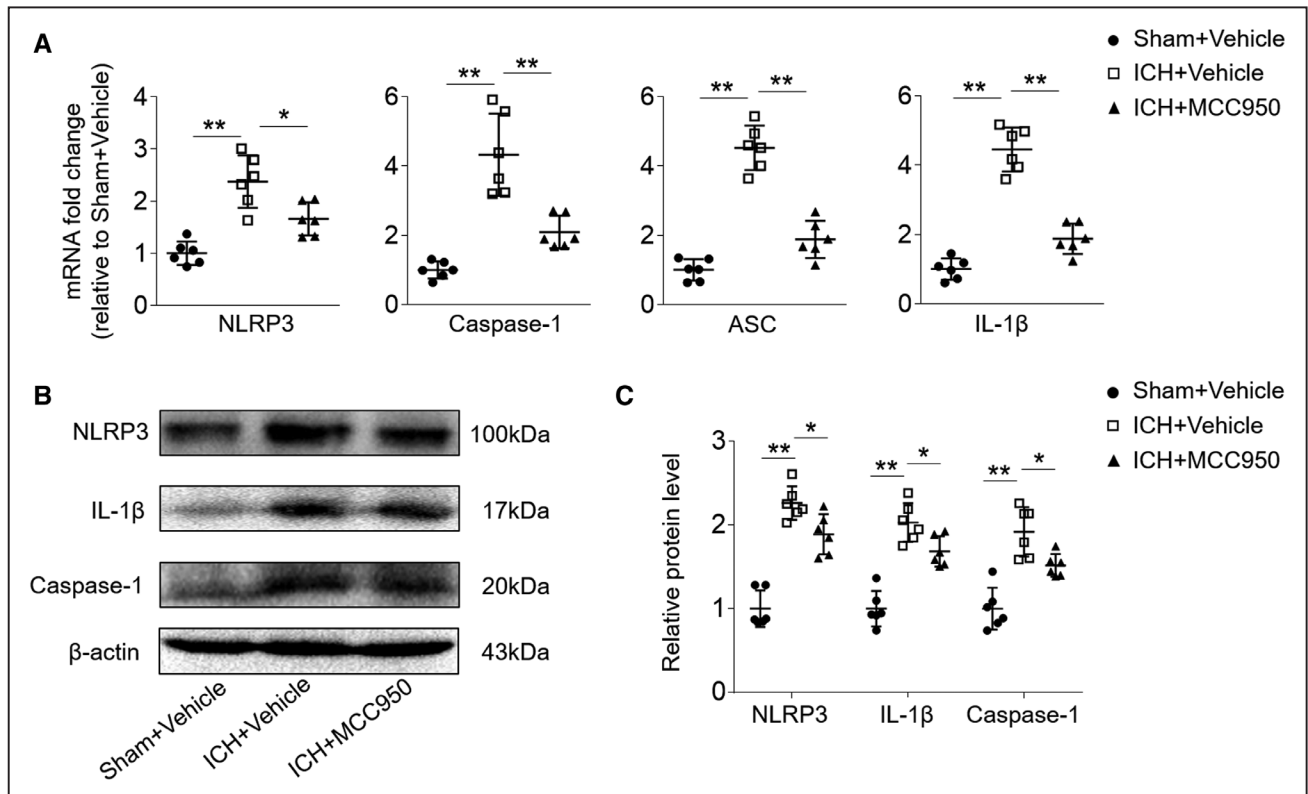 A
mRNA fold change
(relative to Sham+Vehicle)
4
3
2
1
0
**
*
NLRP3
6
4
2
0
**
**
Caspase-1
6
4
2
0
**
**
ASC
6
4
2
0
**
**
IL-1β
Sham+Vehicle
ICH+Vehicle
ICH+MCC950
B
NLRP3
100kDa
IL-1β
17kDa
Caspase-1
20kDa
β-actin
43kDa
Sham+Vehicle
ICH+Vehicle
ICH+MCC950
C
Relative protein level
3
2
1
0
**
*
**
*
**
*
NLRP3
IL-1β
Caspase-1
Sham+Vehicle
ICH+Vehicle
ICH+MCC950